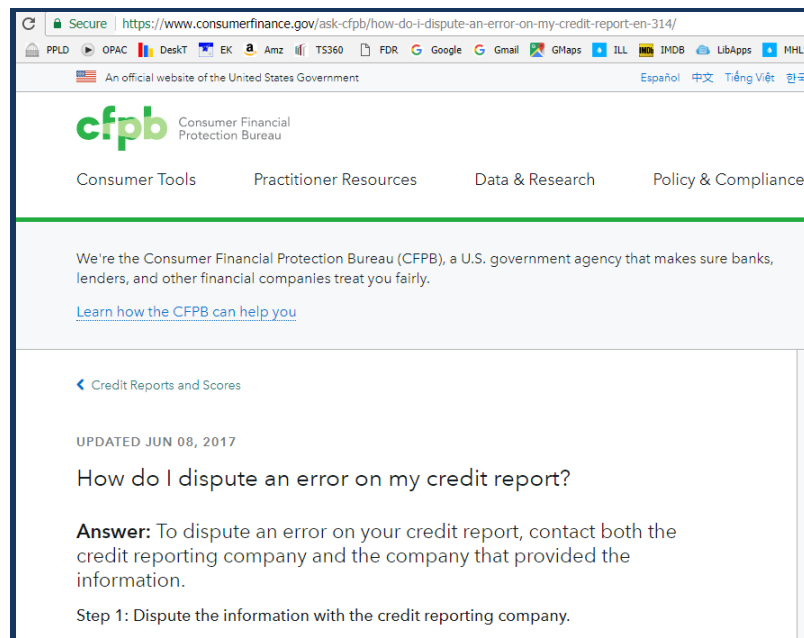 Secure https://www.consumerfinance.gov/ask-cfpb/how-do-i-dispute-an-error-on-my-credit-report-en-314/
PPLD OPAC DeskT EK Amz TS360 FDR Google Gmail GMaps ILL IMDB LibApps MHL
An official website of the United States Government Español 中文 Tiếng Việt 한국
cfpb Consumer Financial
Protection Bureau
Consumer Tools Practitioner Resources Data & Research Policy & Compliance
We're the Consumer Financial Protection Bureau (CFPB), a U.S. government agency that makes sure banks,
lenders, and other financial companies treat you fairly.
Learn how the CFPB can help you
Credit Reports and Scores
UPDATED JUN 08, 2017
How do I dispute an error on my credit report?
Answer: To dispute an error on your credit report, contact both the
credit reporting company and the company that provided the
information.
Step 1: Dispute the information with the credit reporting company.